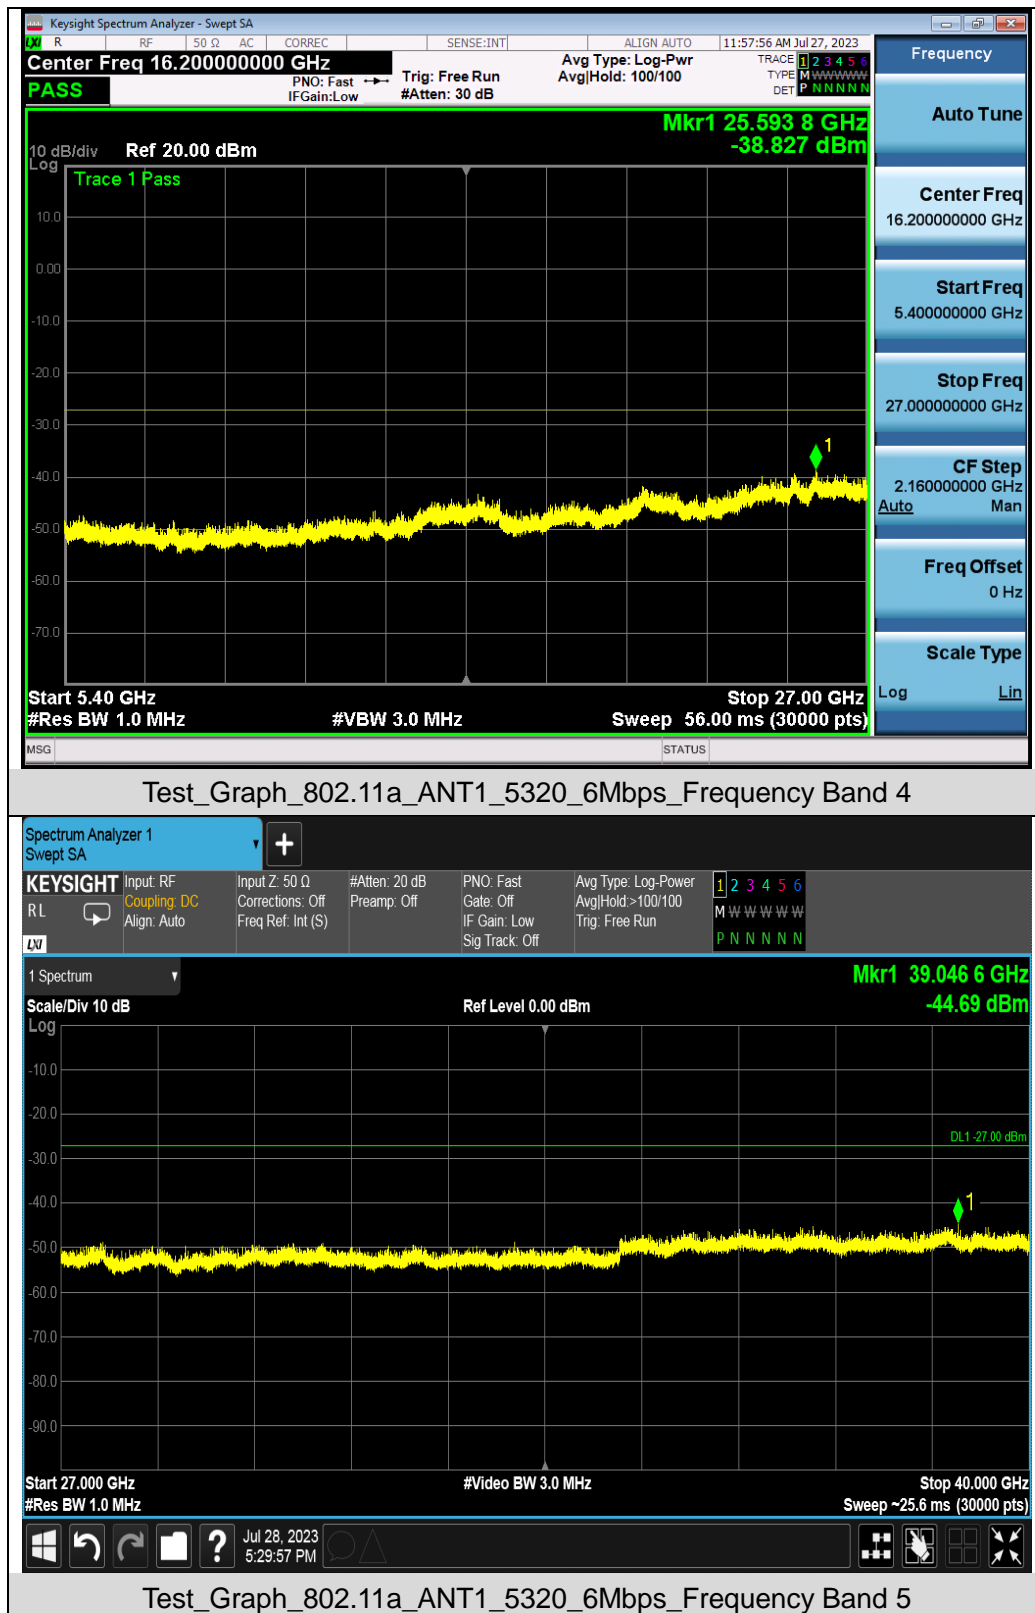 Keysight Spectrum Analyzer - Swept SA
LXI R RF 50 Ω AC CORREC SENSE:INT ALIGN AUTO 11:57:56 AM Jul 27, 2023
Center Freq 16.200000000 GHz
PASS
PNO: Fast
IFGain:Low
Trig: Free Run
#Atten: 30 dB
Avg Type: Log-Pwr
Avg|Hold: 100/100
TRACE 1 2 3 4 5 6
TYPE M W W W W W
DET P N N N N N
Mkr1 25.593 8 GHz
-38.827 dBm
10 dB/div Ref 20.00 dBm
Log
Trace 1 Pass
10.0
0.00
-10.0
-20.0
-30.0
-40.0
-50.0
-60.0
-70.0
1
Start 5.40 GHz Stop 27.00 GHz
#Res BW 1.0 MHz #VBW 3.0 MHz Sweep 56.00 ms (30000 pts)
MSG STATUS
Frequency
Auto Tune
Center Freq
16.200000000 GHz
Start Freq
5.400000000 GHz
Stop Freq
27.000000000 GHz
CF Step
2.160000000 GHz
Auto Man
Freq Offset
0 Hz
Scale Type
Log Lin
Test_Graph_802.11a_ANT1_5320_6Mbps_Frequency Band 4
Spectrum Analyzer 1
Swept SA
+
KEYSIGHT
R L
LXI
Input: RF
Coupling: DC
Align: Auto
Input Z: 50 Ω
Corrections: Off
Freq Ref: Int (S)
#Atten: 20 dB
Preamp: Off
PNO: Fast
Gate: Off
IF Gain: Low
Sig Track: Off
Avg Type: Log-Power
Avg|Hold:>100/100
Trig: Free Run
1 2 3 4 5 6
M W W W W W
P N N N N N
1 Spectrum
Mkr1 39.046 6 GHz
-44.69 dBm
Scale/Div 10 dB Ref Level 0.00 dBm
Log
-10.0
-20.0
DL1 -27.00 dBm
-30.0
-40.0
1
-50.0
-60.0
-70.0
-80.0
-90.0
Start 27.000 GHz #Video BW 3.0 MHz Stop 40.000 GHz
#Res BW 1.0 MHz Sweep ~25.6 ms (30000 pts)
?
Jul 28, 2023
5:29:57 PM
Test_Graph_802.11a_ANT1_5320_6Mbps_Frequency Band 5